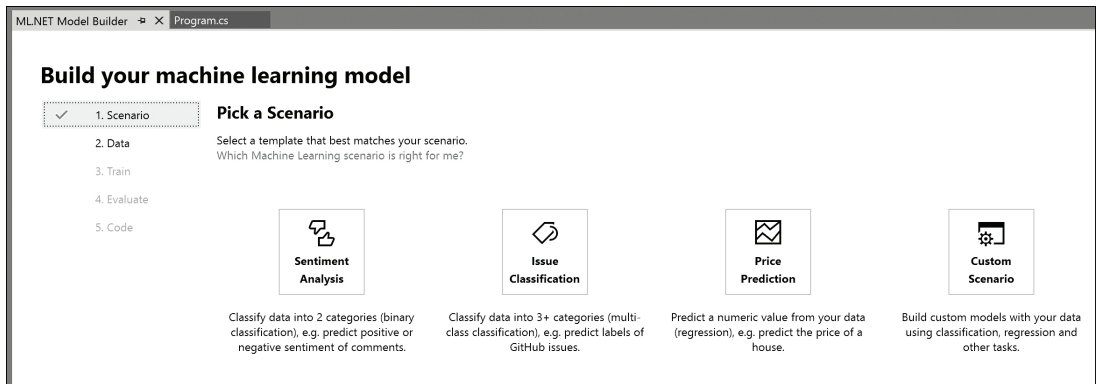 ML.NET Model Builder
Program.cs
Build your machine learning model
1. Scenario
2. Data
3. Train
4. Evaluate
5. Code
Pick a Scenario
Select a template that best matches your scenario.
Which Machine Learning scenario is right for me?
Sentiment
Analysis
Classify data into 2 categories (binary
classification), e.g. predict positive or
negative sentiment of comments.
Issue
Classification
Classify data into 3+ categories (multi-
class classification), e.g. predict labels of
GitHub issues.
Price
Prediction
Predict a numeric value from your data
(regression), e.g. predict the price of a
house.
Custom
Scenario
Build custom models with your data
using classification, regression and
other tasks.